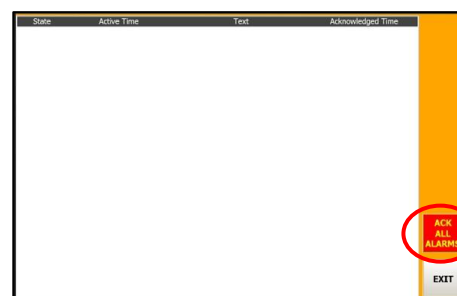 State Active Time Text Acknowledged Time
ACK
ALL
ALARMS
EXIT